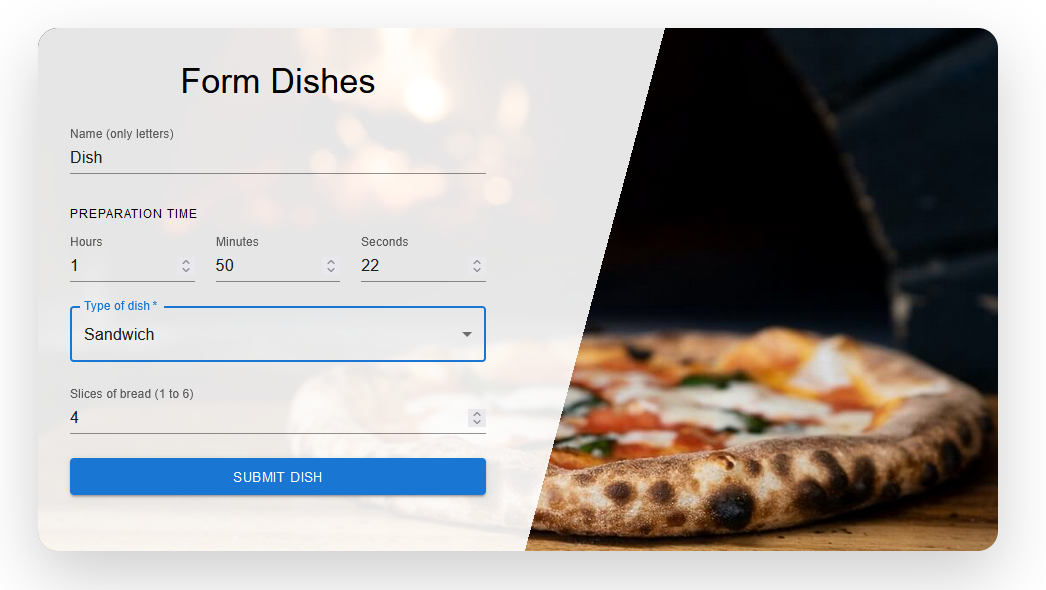 Form Dishes
Name (only letters)
Dish
PREPARATION TIME
Hours Minutes Seconds
1 50 22
Type of dish *
Sandwich
Slices of bread (1 to 6)
4
SUBMIT DISH